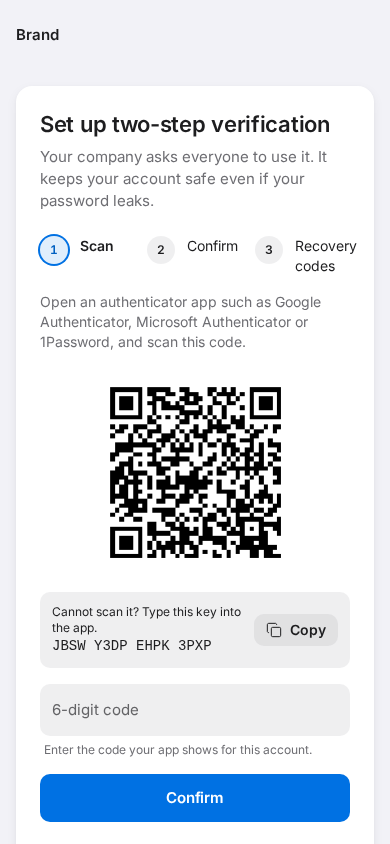 Brand
Set up two-step verification
Your company asks everyone to use it. It
keeps your account safe even if your
password leaks.
1 Scan 2 Confirm 3 Recovery
codes
Open an authenticator app such as Google
Authenticator, Microsoft Authenticator or
1Password, and scan this code.
Cannot scan it? Type this key into
the app.
JBSW Y3DP EHPK 3PXP
Copy
6-digit code
Enter the code your app shows for this account.
Confirm